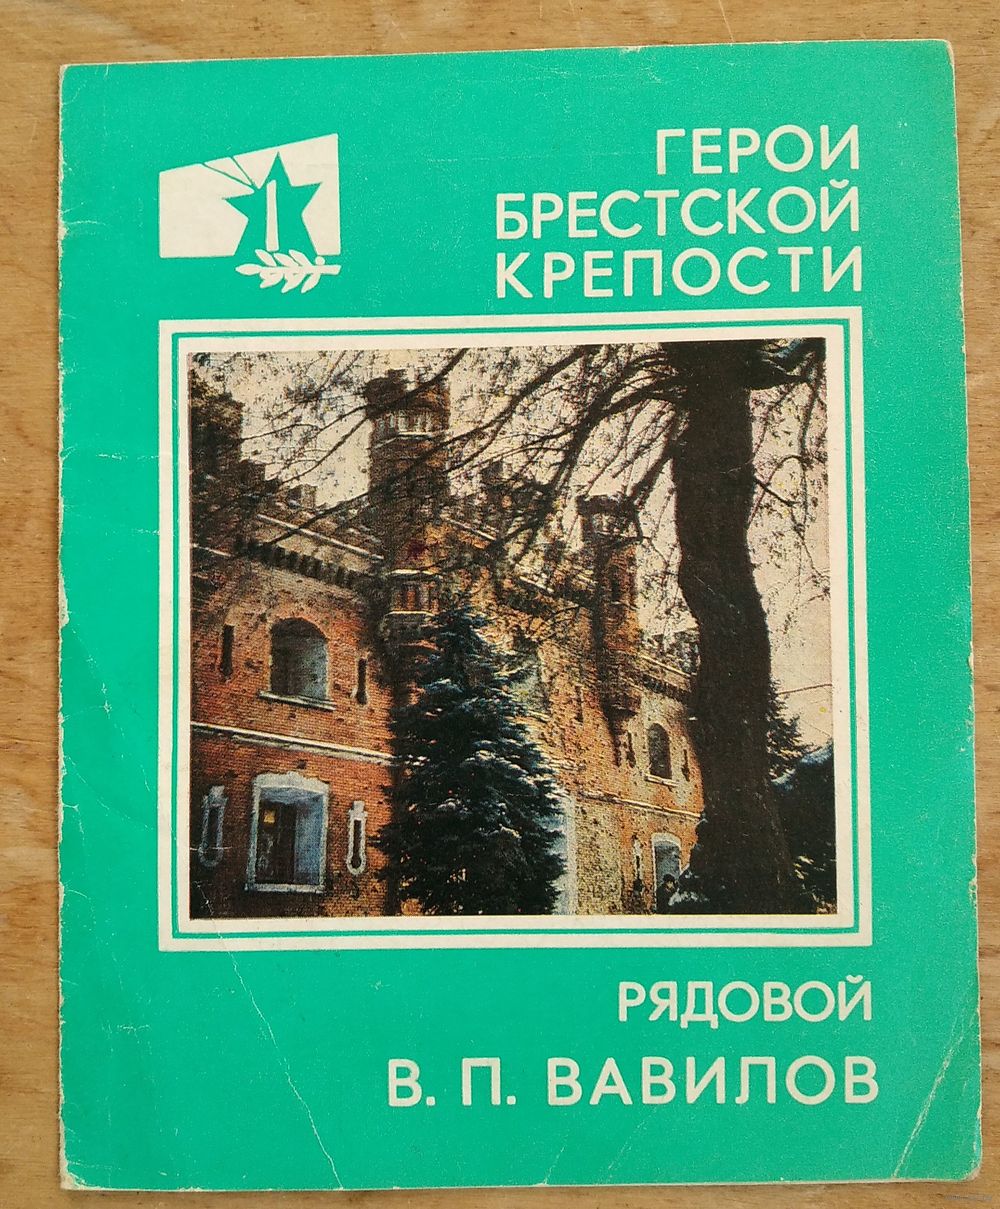 ГЕРОИ
БРЕСТСКОЙ
КРЕПОСТИ
РЯДОВОЙ
В. П. ВАВИЛОВ